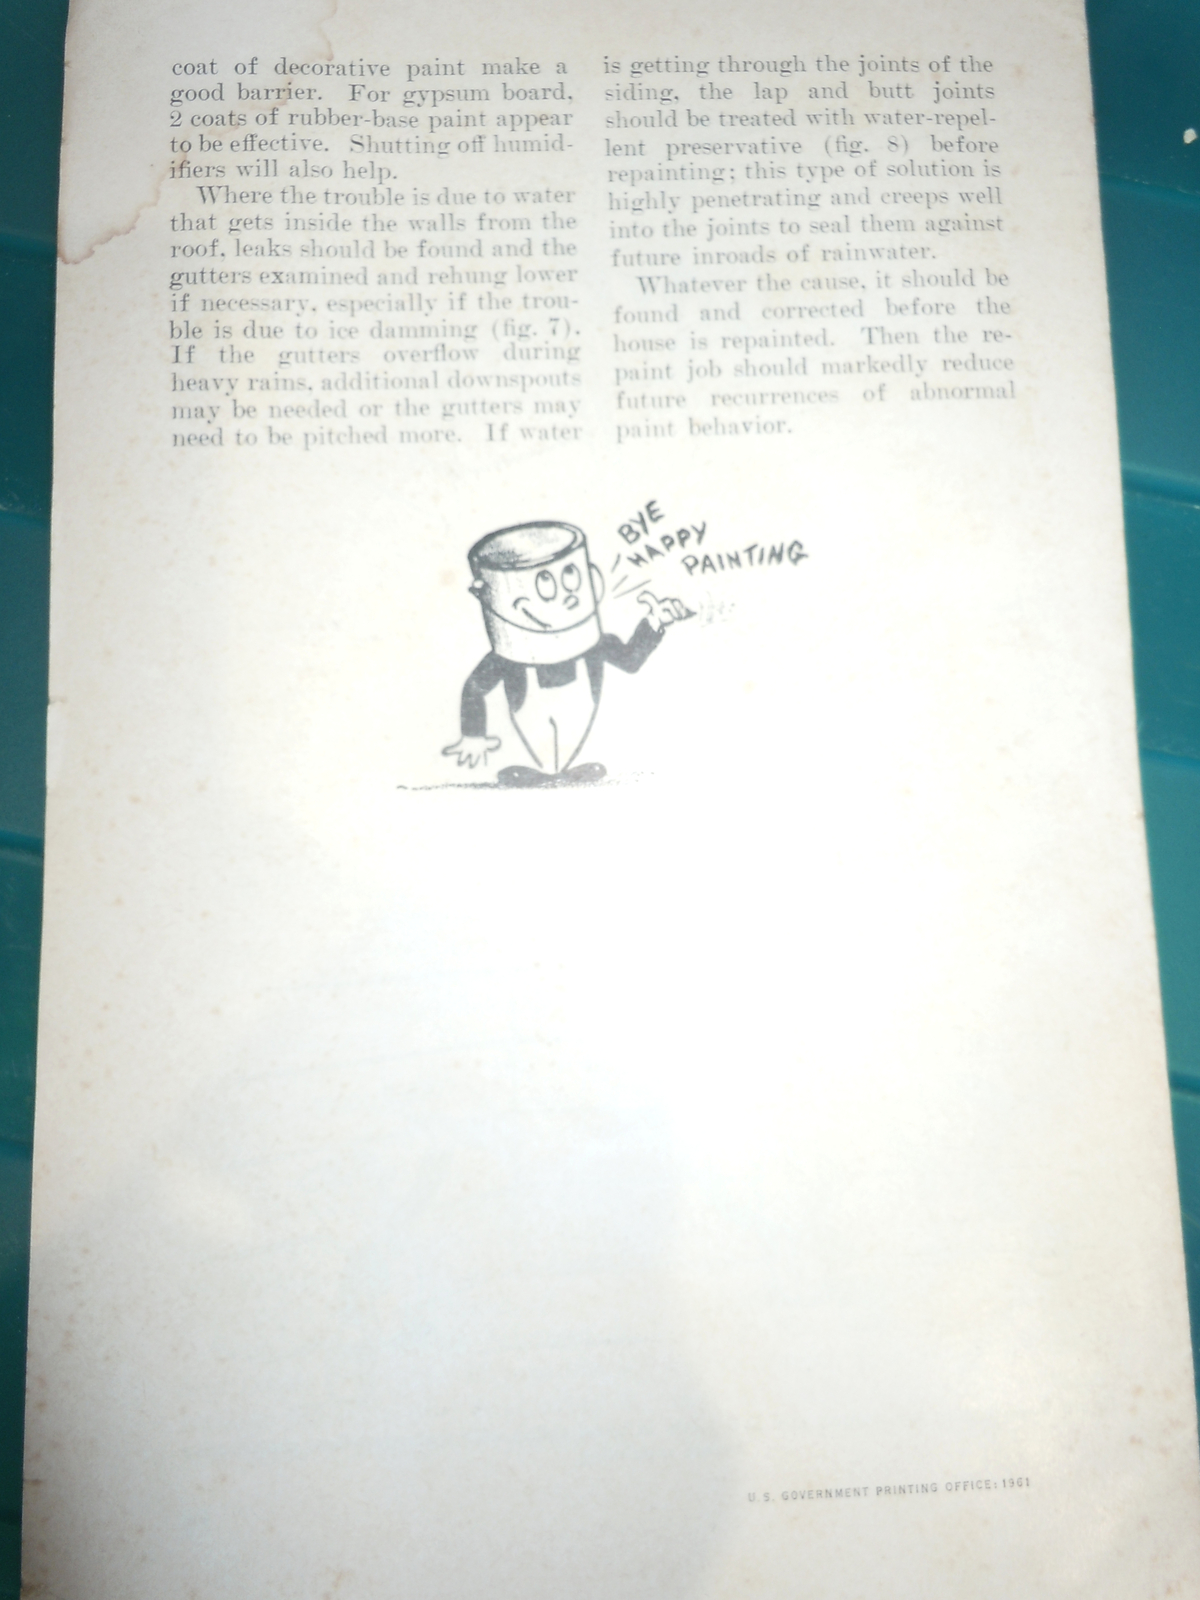 coat of decorative paint make a
good barrier. For gypsum board,
2 coats of rubber-base paint appear
to be effective. Shutting off humid-
ifiers will also help.
Where the trouble is due to water
that gets inside the walls from the
roof, leaks should be found and the
gutters examined and rehung lower
if necessary, especially if the trou-
ble is due to ice damming (fig. 7).
If the gutters overflow during
heavy rains, additional downspouts
may be needed or the gutters may
need to be pitched more. If water
is getting through the joints of the
siding, the lap and butt joints
should be treated with water-repel-
lent preservative (fig. 8) before
repainting; this type of solution is
highly penetrating and creeps well
into the joints to seal them against
future inroads of rainwater.
Whatever the cause, it should be
found and corrected before the
house is repainted. Then the re-
paint job should markedly reduce
future recurrences of abnormal
paint behavior.
BYE
HAPPY
PAINTING
U.S. GOVERNMENT PRINTING OFFICE: 1961